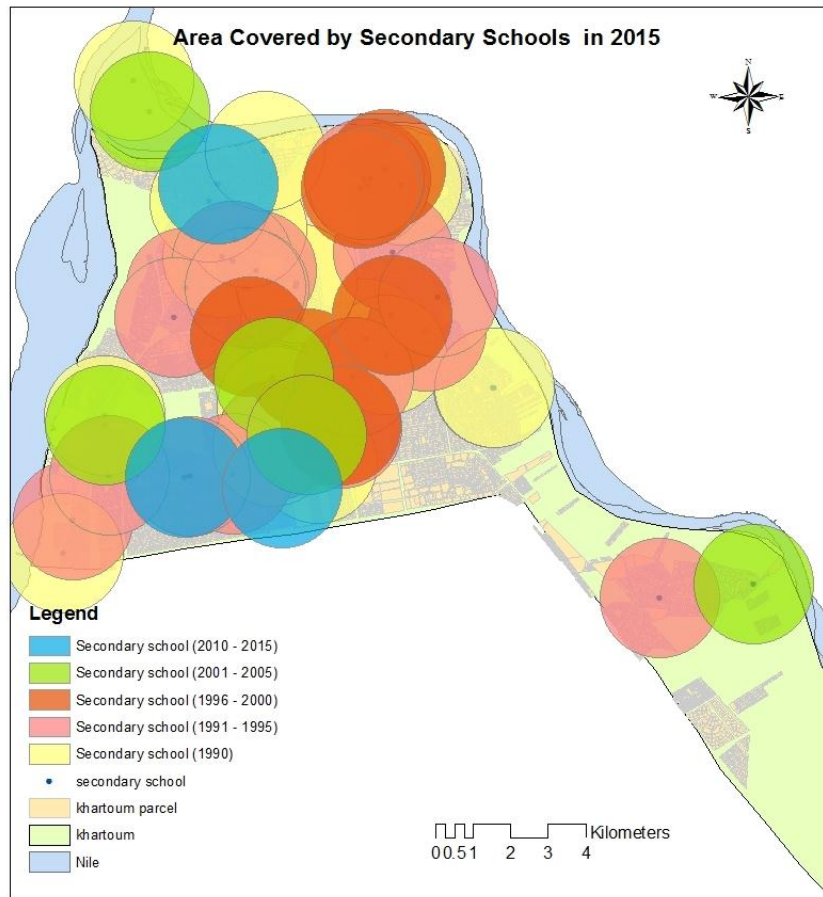 Area Covered by Secondary Schools in 2015
N
W E
S
Legend
Secondary school (2010 - 2015)
Secondary school (2001 - 2005)
Secondary school (1996 - 2000)
Secondary school (1991 - 1995)
Secondary school (1990)
secondary school
khartoum parcel
khartoum
Nile
Kilometers
0 0.5 1 2 3 4